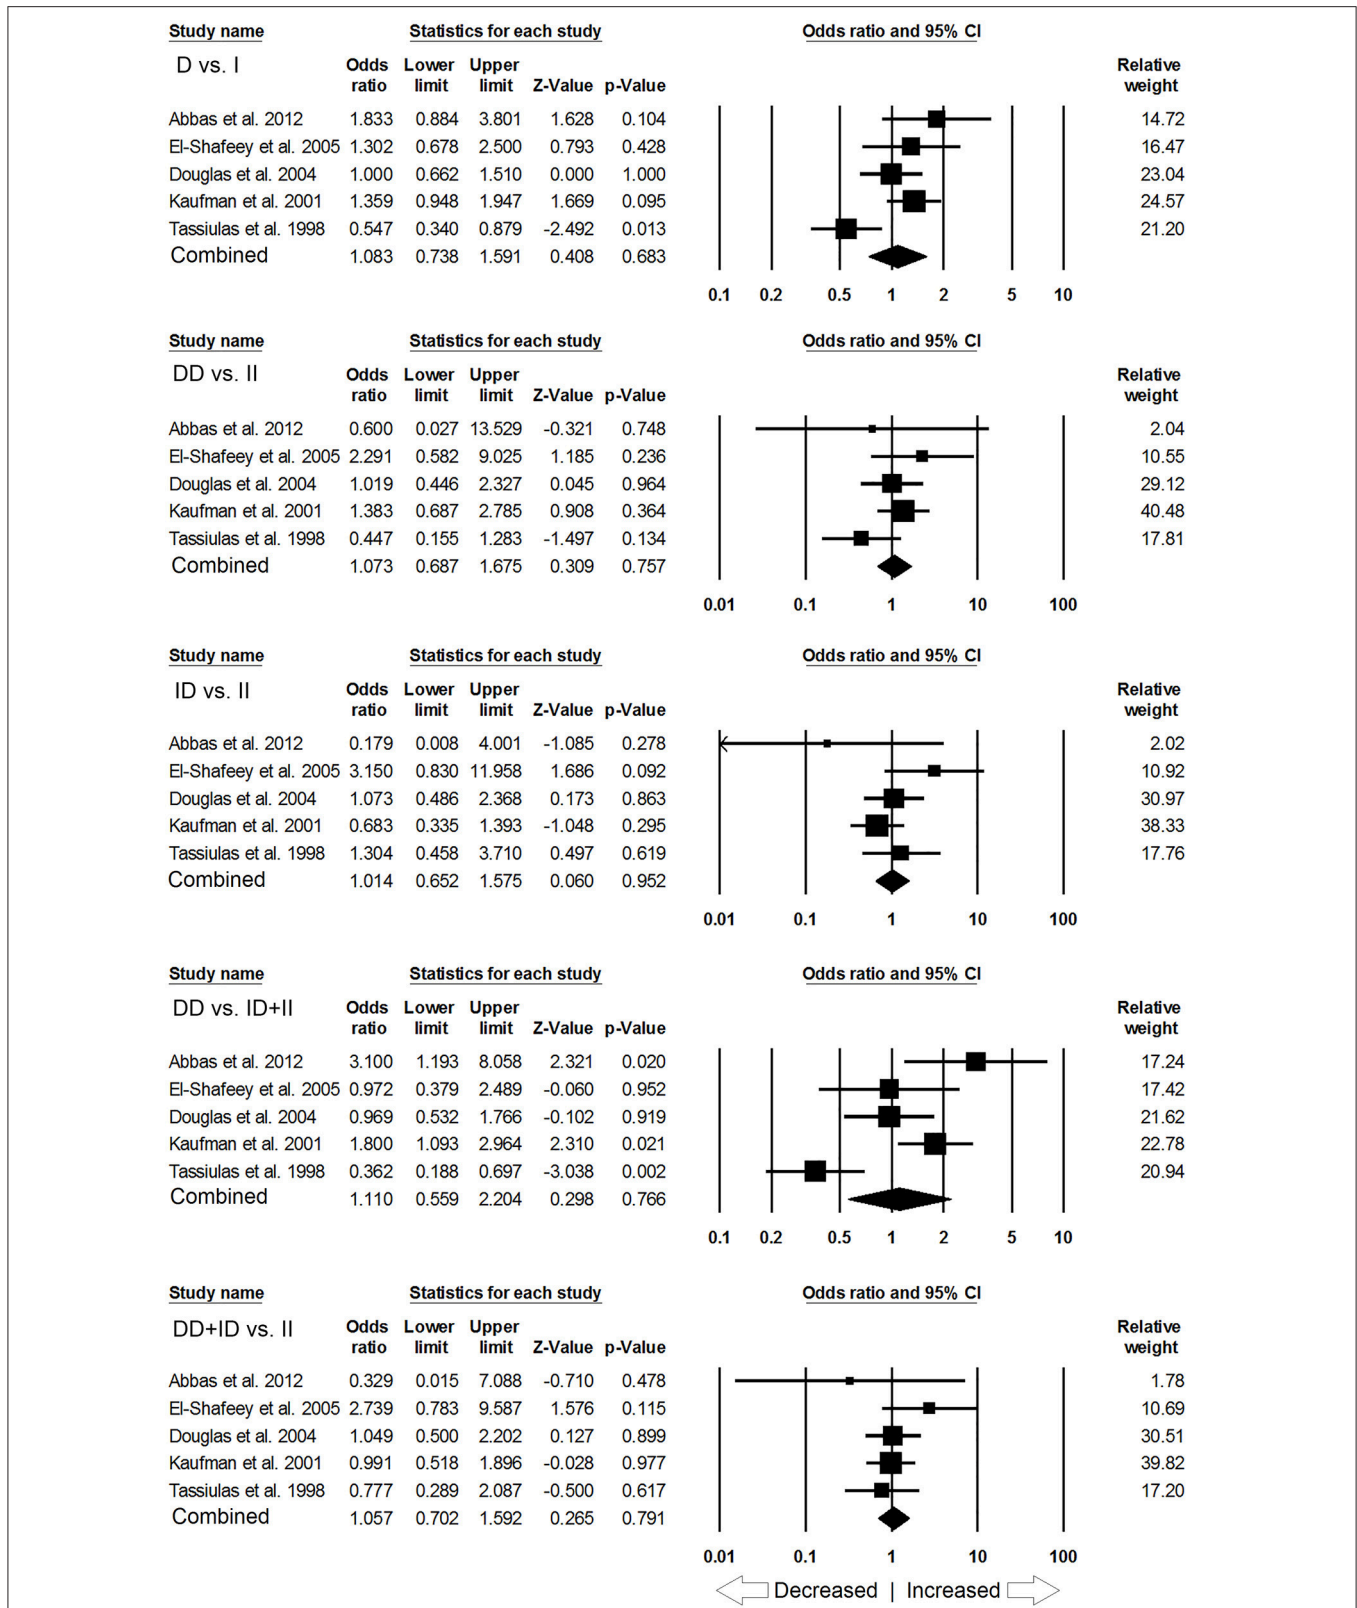 Study name Statistics for each study Odds ratio and 95% CI
D vs. I Odds Lower Upper Relative
ratio limit limit Z-Value p-Value weight
Abbas et al. 2012 1.833 0.884 3.801 1.628 0.104 14.72
El-Shafeey et al. 2005 1.302 0.678 2.500 0.793 0.428 16.47
Douglas et al. 2004 1.000 0.662 1.510 0.000 1.000 23.04
Kaufman et al. 2001 1.359 0.948 1.947 1.669 0.095 24.57
Tassiulas et al. 1998 0.547 0.340 0.879 -2.492 0.013 21.20
Combined 1.083 0.738 1.591 0.408 0.683
0.1 0.2 0.5 1 2 5 10
Study name Statistics for each study Odds ratio and 95% CI
DD vs. II Odds Lower Upper Relative
ratio limit limit Z-Value p-Value weight
Abbas et al. 2012 0.600 0.027 13.529 -0.321 0.748 2.04
El-Shafeey et al. 2005 2.291 0.582 9.025 1.185 0.236 10.55
Douglas et al. 2004 1.019 0.446 2.327 0.045 0.964 29.12
Kaufman et al. 2001 1.383 0.687 2.785 0.908 0.364 40.48
Tassiulas et al. 1998 0.447 0.155 1.283 -1.497 0.134 17.81
Combined 1.073 0.687 1.675 0.309 0.757
0.01 0.1 1 10 100
Study name Statistics for each study Odds ratio and 95% CI
ID vs. II Odds Lower Upper Relative
ratio limit limit Z-Value p-Value weight
Abbas et al. 2012 0.179 0.008 4.001 -1.085 0.278 2.02
El-Shafeey et al. 2005 3.150 0.830 11.958 1.686 0.092 10.92
Douglas et al. 2004 1.073 0.486 2.368 0.173 0.863 30.97
Kaufman et al. 2001 0.683 0.335 1.393 -1.048 0.295 38.33
Tassiulas et al. 1998 1.304 0.458 3.710 0.497 0.619 17.76
Combined 1.014 0.652 1.575 0.060 0.952
0.01 0.1 1 10 100
Study name Statistics for each study Odds ratio and 95% CI
DD vs. ID+II Odds Lower Upper Relative
ratio limit limit Z-Value p-Value weight
Abbas et al. 2012 3.100 1.193 8.058 2.321 0.020 17.24
El-Shafeey et al. 2005 0.972 0.379 2.489 -0.060 0.952 17.42
Douglas et al. 2004 0.969 0.532 1.766 -0.102 0.919 21.62
Kaufman et al. 2001 1.800 1.093 2.964 2.310 0.021 22.78
Tassiulas et al. 1998 0.362 0.188 0.697 -3.038 0.002 20.94
Combined 1.110 0.559 2.204 0.298 0.766
0.1 0.2 0.5 1 2 5 10
Study name Statistics for each study Odds ratio and 95% CI
DD+ID vs. II Odds Lower Upper Relative
ratio limit limit Z-Value p-Value weight
Abbas et al. 2012 0.329 0.015 7.088 -0.710 0.478 1.78
El-Shafeey et al. 2005 2.739 0.783 9.587 1.576 0.115 10.69
Douglas et al. 2004 1.049 0.500 2.202 0.127 0.899 30.51
Kaufman et al. 2001 0.991 0.518 1.896 -0.028 0.977 39.82
Tassiulas et al. 1998 0.777 0.289 2.087 -0.500 0.617 17.20
Combined 1.057 0.702 1.592 0.265 0.791
0.01 0.1 1 10 100
Decreased | Increased